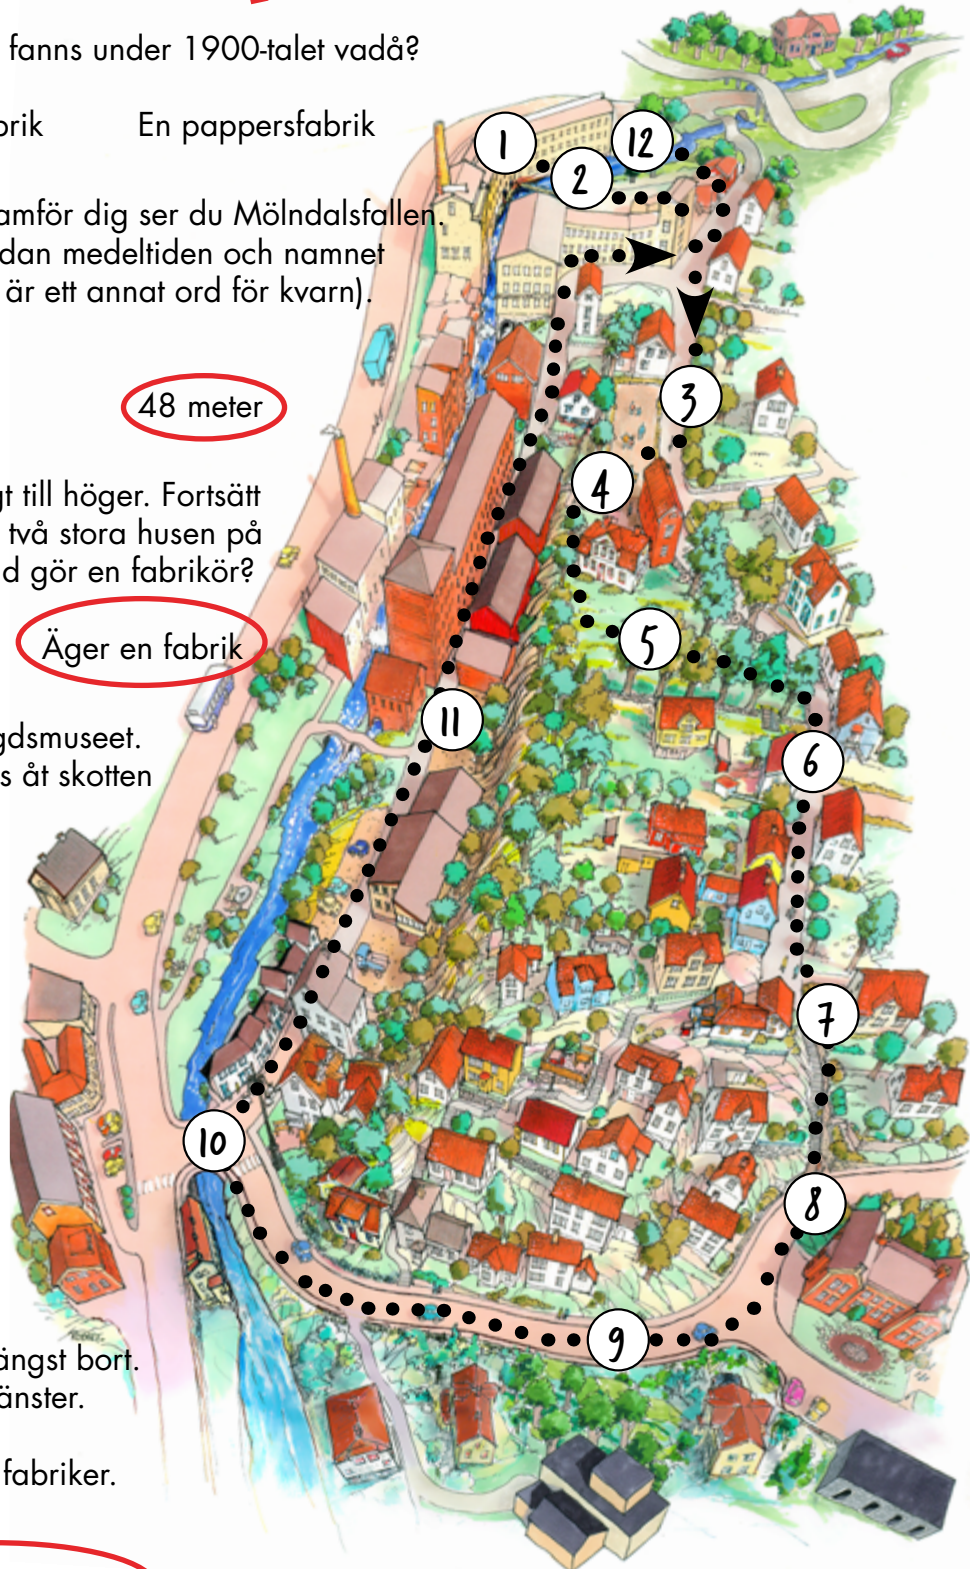 fanns under 1900-talet vadå?
brik En pappersfabrik
amför dig ser du Mölndalsfallen.
dan medeltiden och namnet
är ett annat ord för kvarn).
48 meter
gt till höger. Fortsätt
två stora husen på
d gör en fabrikör?
Äger en fabrik
gdsmuseet.
s åt skotten
ängst bort.
änster.
fabriker.
1
2
12
3
4
5
6
7
8
9
10
11